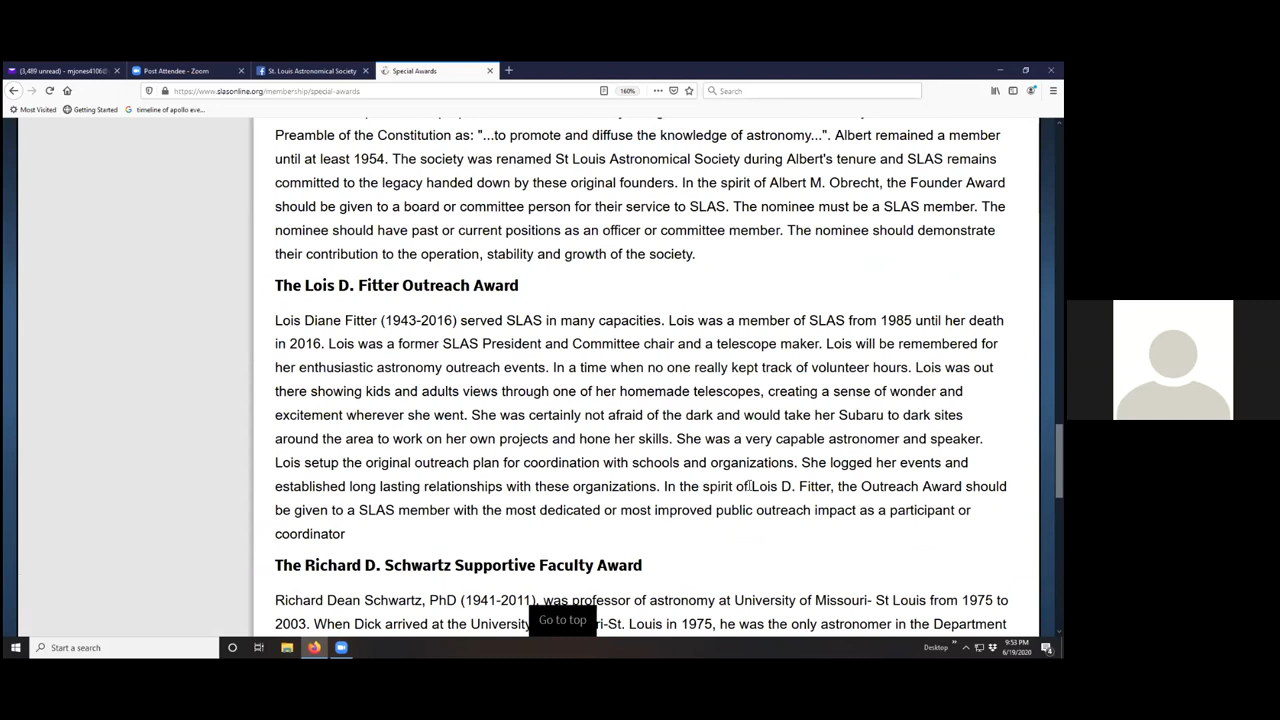 (3,489 unread) - mjones4106@
Post Attendee - Zoom
St. Louis Astronomical Society
Special Awards
https://www.slasonline.org/membership/special-awards
160%
Search
Most Visited
Getting Started
timeline of apollo eve...
Preamble of the Constitution as: "...to promote and diffuse the knowledge of astronomy...". Albert remained a member
until at least 1954. The society was renamed St Louis Astronomical Society during Albert's tenure and SLAS remains
committed to the legacy handed down by these original founders. In the spirit of Albert M. Obrecht, the Founder Award
should be given to a board or committee person for their service to SLAS. The nominee must be a SLAS member. The
nominee should have past or current positions as an officer or committee member. The nominee should demonstrate
their contribution to the operation, stability and growth of the society.
The Lois D. Fitter Outreach Award
Lois Diane Fitter (1943-2016) served SLAS in many capacities. Lois was a member of SLAS from 1985 until her death
in 2016. Lois was a former SLAS President and Committee chair and a telescope maker. Lois will be remembered for
her enthusiastic astronomy outreach events. In a time when no one really kept track of volunteer hours. Lois was out
there showing kids and adults views through one of her homemade telescopes, creating a sense of wonder and
excitement wherever she went. She was certainly not afraid of the dark and would take her Subaru to dark sites
around the area to work on her own projects and hone her skills. She was a very capable astronomer and speaker.
Lois setup the original outreach plan for coordination with schools and organizations. She logged her events and
established long lasting relationships with these organizations. In the spirit of Lois D. Fitter, the Outreach Award should
be given to a SLAS member with the most dedicated or most improved public outreach impact as a participant or
coordinator
The Richard D. Schwartz Supportive Faculty Award
Richard Dean Schwartz, PhD (1941-2011), was professor of astronomy at University of Missouri- St Louis from 1975 to
2003. When Dick arrived at the University ri-St. Louis in 1975, he was the only astronomer in the Department
Go to top
Start a search
Desktop
9:53 PM
6/19/2020